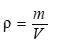 ρ = m/V